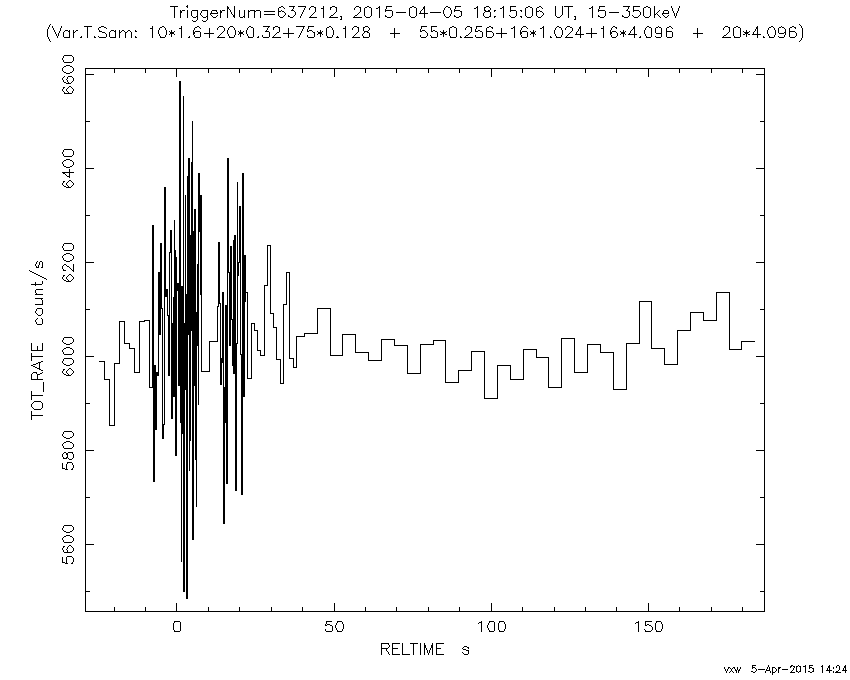 TriggerNum=637212, 2015-04-05 18:15:06 UT, 15-350keV
(Var.T.Sam: 10*1.6+20*0.32+75*0.128 + 55*0.256+16*1.024+16*4.096 + 20*4.096)
6600
6400
6200
6000
5800
5600
TOT_RATE count/s
0 50 100 150
RELTIME s
vxw 5-Apr-2015 14:24